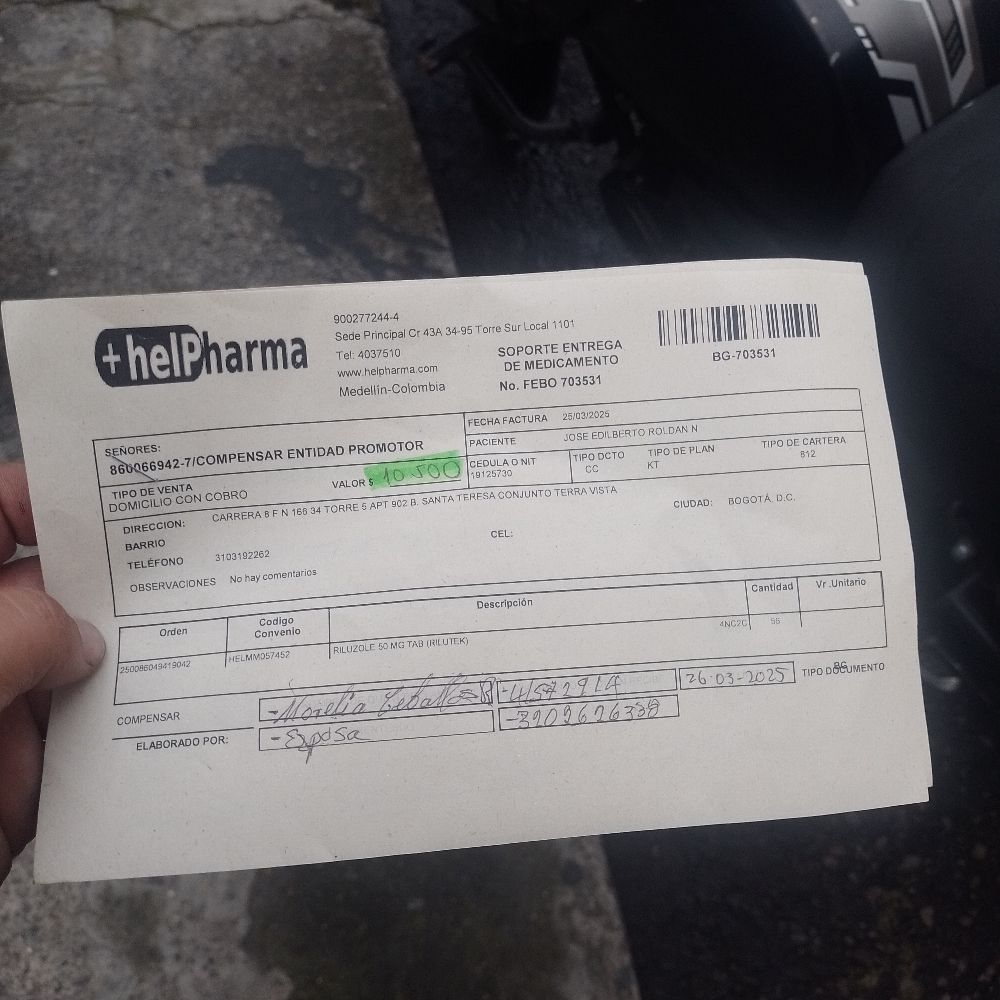 +helPharma
900277244-4
Sede Principal Cr 43A 34-95 Torre Sur Local 1101
Tel: 4037510
www.helpharma.com
Medellín-Colombia
SOPORTE ENTREGA
DE MEDICAMENTO
No. FEBO 703531
BG-703531
SEÑORES:
860066942-7/COMPENSAR ENTIDAD PROMOTOR
FECHA FACTURA 25/03/2025
PACIENTE JOSE EDILBERTO ROLDAN N
TIPO DE VENTA
DOMICILIO CON COBRO
VALOR $ 10.500
CEDULA O NIT
19125730
TIPO DCTO
CC
TIPO DE PLAN
KT
TIPO DE CARTERA
812
DIRECCION: CARRERA 8 F N 166 34 TORRE 5 APT 902 B. SANTA TERESA CONJUNTO TERRA VISTA
CIUDAD: BOGOTÁ, D.C.
BARRIO
CEL:
TELÉFONO 3103192262
OBSERVACIONES No hay comentarios
Orden Codigo Convenio Descripción Cantidad Vr .Unitario
250086049419042 HELMM057452 RILUZOLE 50 MG TAB (RILUTEK) 4NC2C 56
COMPENSAR -Morelia Ceballos R -41572914 26-03-2025 TIPO DOCUMENTO
ELABORADO POR: -Esposa -3102626338